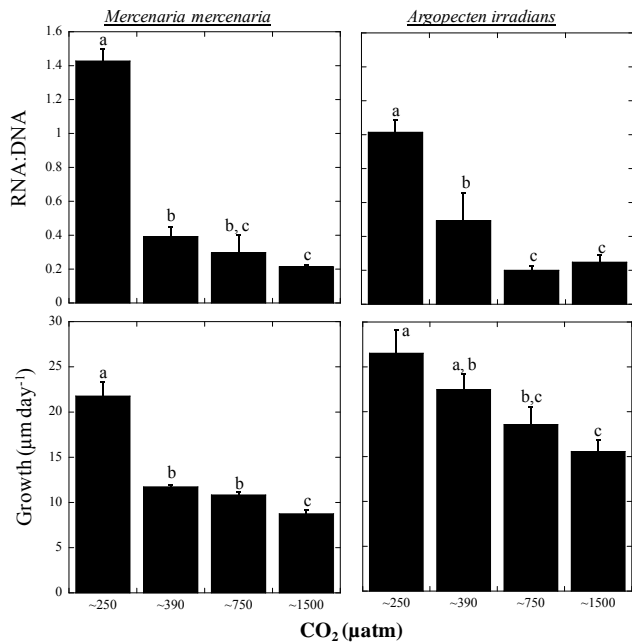 Mercenaria mercenaria
Argopecten irradians
RNA:DNA
1.6
1.4
1.2
1
0.8
0.6
0.4
0.2
0
a
b
b, c
c
a
b
c
c
Growth (µm day⁻¹)
30
25
20
15
10
5
0
a
b
b
c
a
a, b
b,c
c
~250 ~390 ~750 ~1500
~250 ~390 ~750 ~1500
CO₂ (µatm)